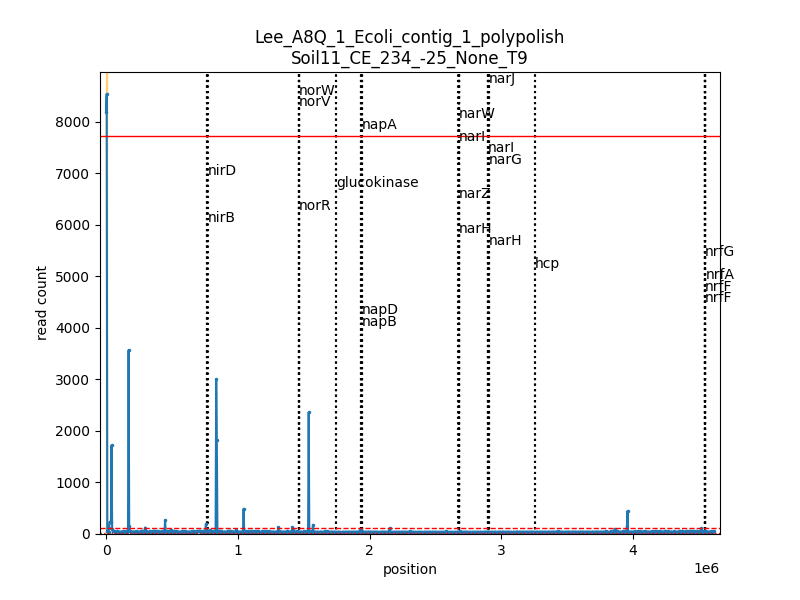 Lee_A8Q_1_Ecoli_contig_1_polypolish
Soil11_CE_234_-25_None_T9
narJ
norW
norV
narW
napA
8000
narI
narI
narG
nirD
7000
glucokinase
narZ
norR
nirB
6000
narH
narH
nrfG
hcp
5000
nrfA
nrfF
nrfF
napD
napB
4000
3000
2000
1000
0
read count
0
1
2
3
4
1e6
position